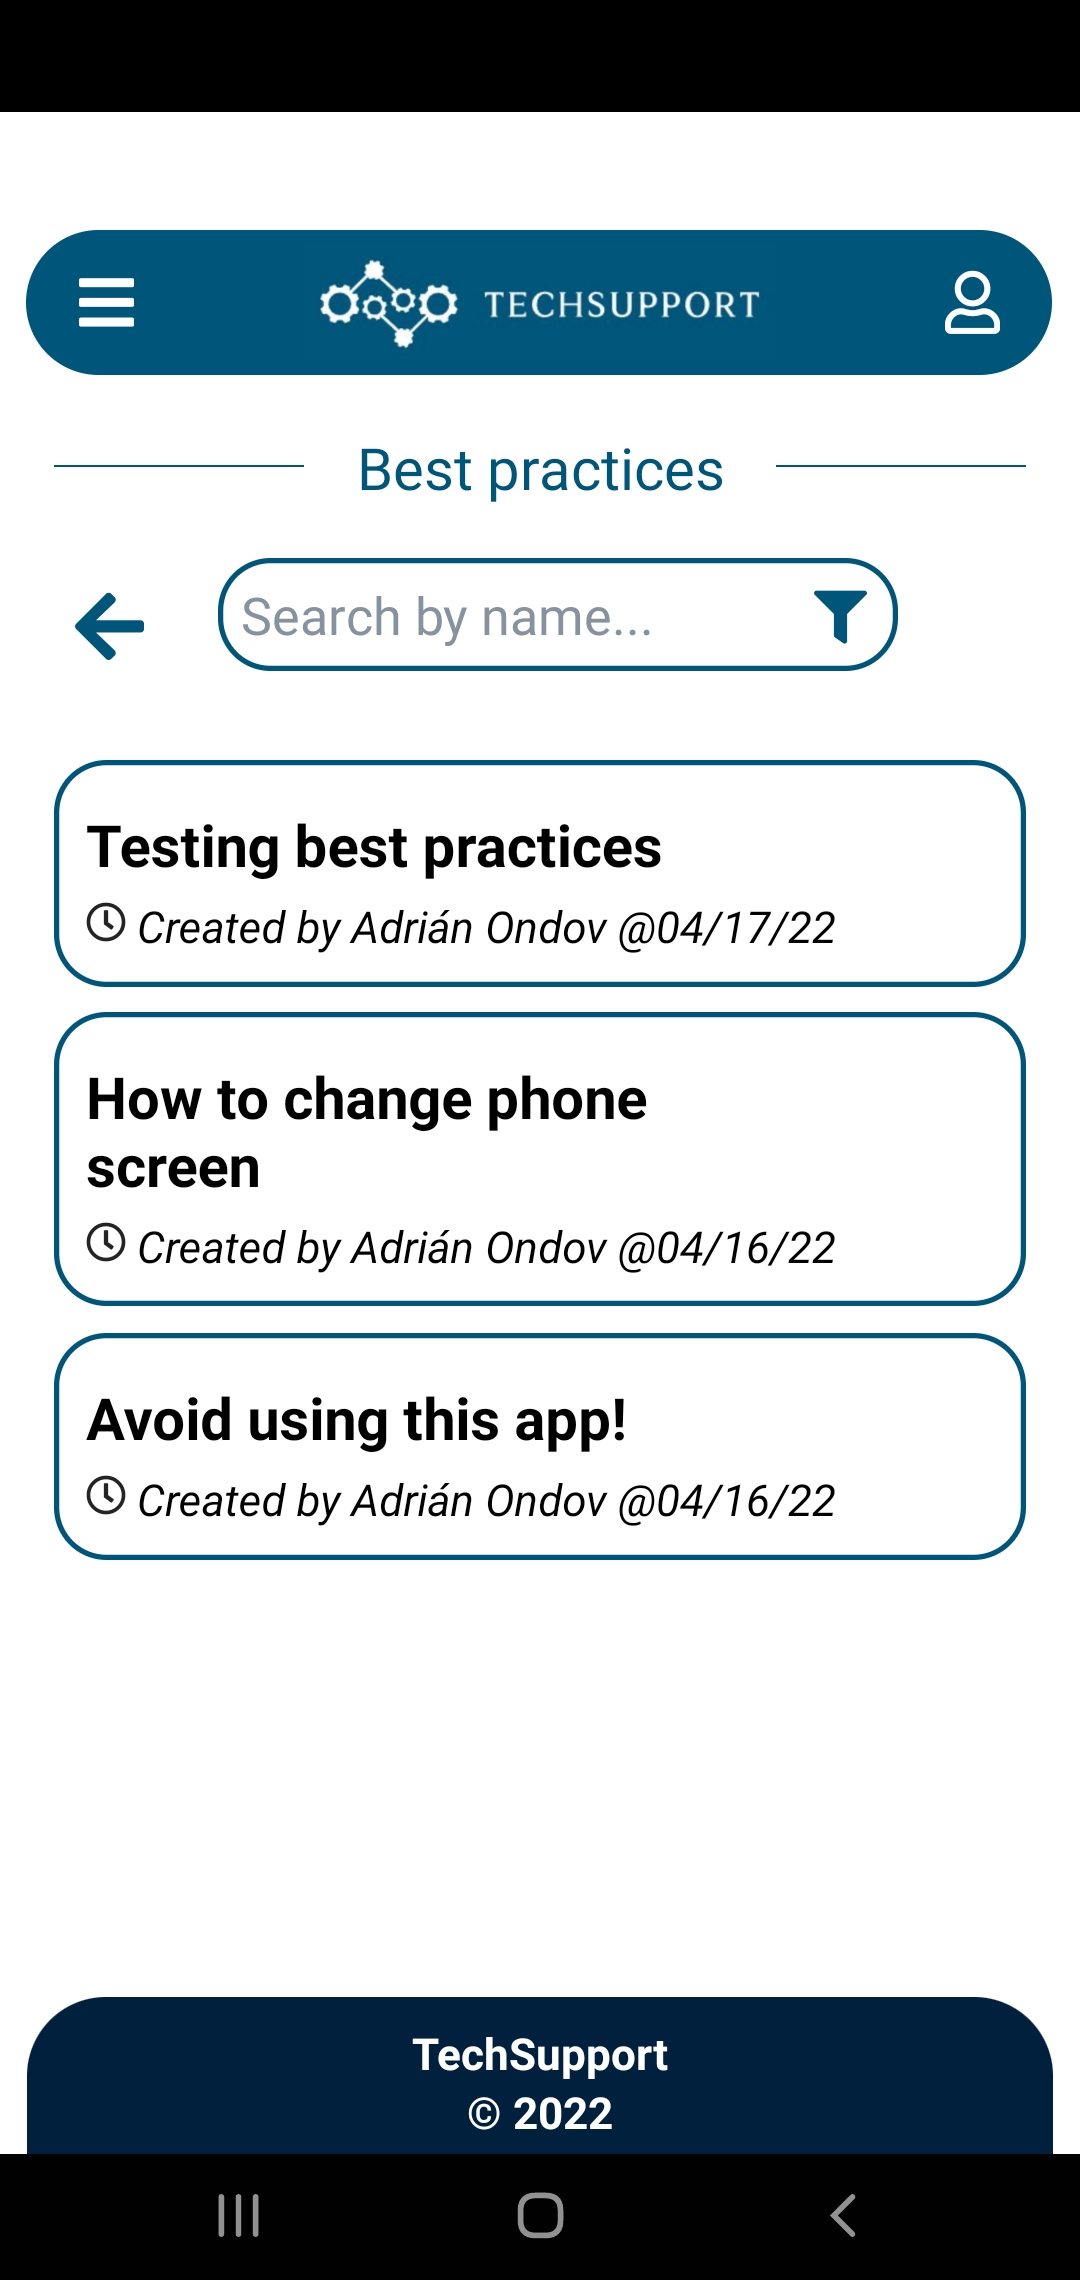 TECHSUPPORT
Best practices
Search by name...
Testing best practices
Created by Adrián Ondov @04/17/22
How to change phone
screen
Created by Adrián Ondov @04/16/22
Avoid using this app!
Created by Adrián Ondov @04/16/22
TechSupport
© 2022